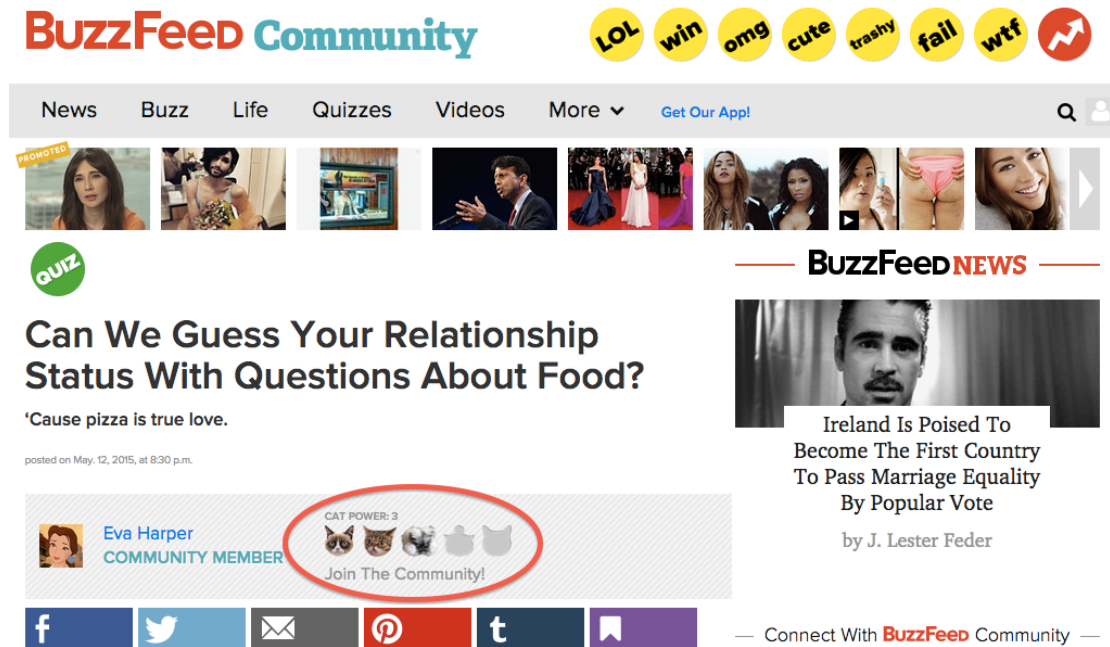 BuzzFeeD Community
LOL win omg cute trashy fail wtf
News Buzz Life Quizzes Videos More Get Our App!
PROMOTED
QUIZ
Can We Guess Your Relationship
Status With Questions About Food?
‘Cause pizza is true love.
posted on May. 12, 2015, at 8:30 p.m.
Eva Harper
COMMUNITY MEMBER
CAT POWER: 3
Join The Community!
BuzzFeeD NEWS
Ireland Is Poised To
Become The First Country
To Pass Marriage Equality
By Popular Vote
by J. Lester Feder
Connect With BuzzFeeD Community